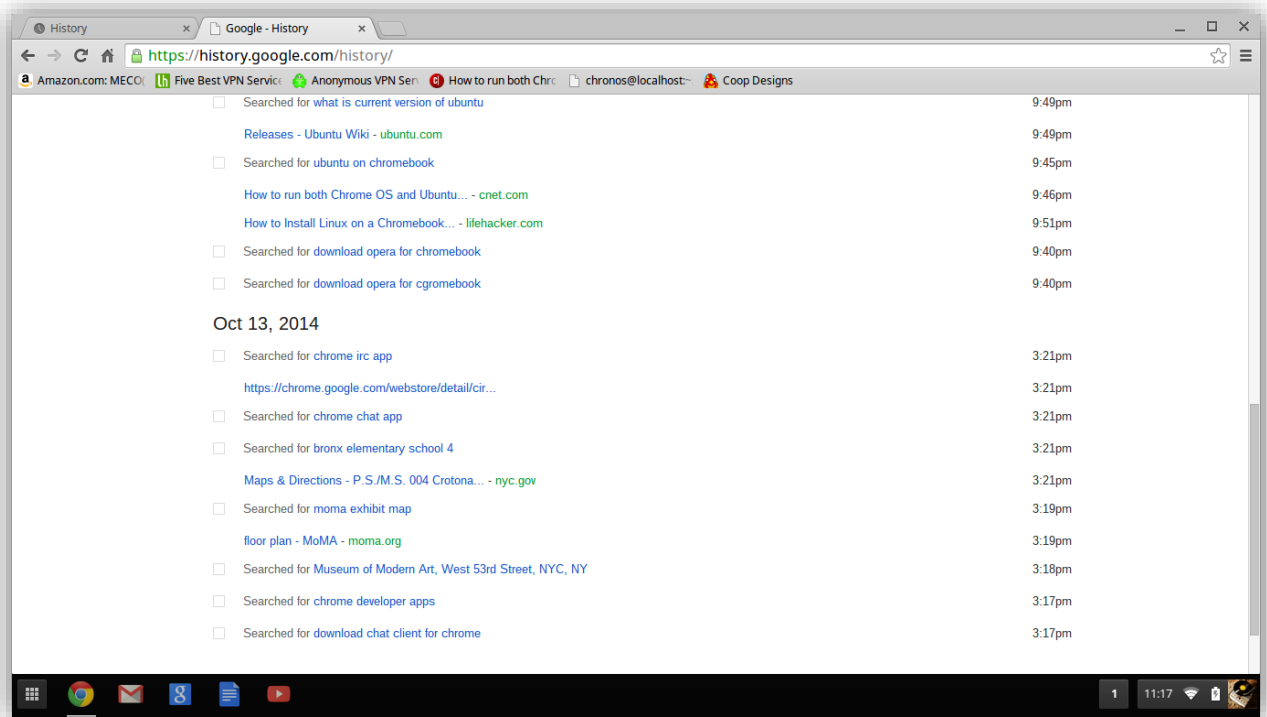 History
Google - History
https://history.google.com/history/
Amazon.com: MECO(
Five Best VPN Service
Anonymous VPN Serv
How to run both Chro
chronos@localhost:~
Coop Designs
Searched for what is current version of ubuntu 9:49pm
Releases - Ubuntu Wiki - ubuntu.com 9:49pm
Searched for ubuntu on chromebook 9:45pm
How to run both Chrome OS and Ubuntu... - cnet.com 9:46pm
How to Install Linux on a Chromebook... - lifehacker.com 9:51pm
Searched for download opera for chromebook 9:40pm
Searched for download opera for cgromebook 9:40pm
Oct 13, 2014
Searched for chrome irc app 3:21pm
https://chrome.google.com/webstore/detail/cir... 3:21pm
Searched for chrome chat app 3:21pm
Searched for bronx elementary school 4 3:21pm
Maps & Directions - P.S./M.S. 004 Crotona... - nyc.gov 3:21pm
Searched for moma exhibit map 3:19pm
floor plan - MoMA - moma.org 3:19pm
Searched for Museum of Modern Art, West 53rd Street, NYC, NY 3:18pm
Searched for chrome developer apps 3:17pm
Searched for download chat client for chrome 3:17pm
1 11:17